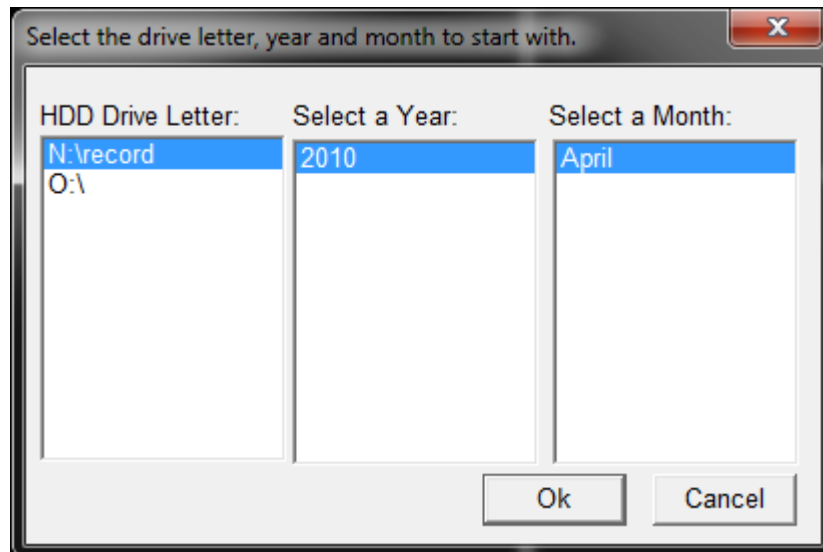 Select the drive letter, year and month to start with.
HDD Drive Letter: Select a Year: Select a Month:
N:\record 2010 April
O:\
Ok Cancel